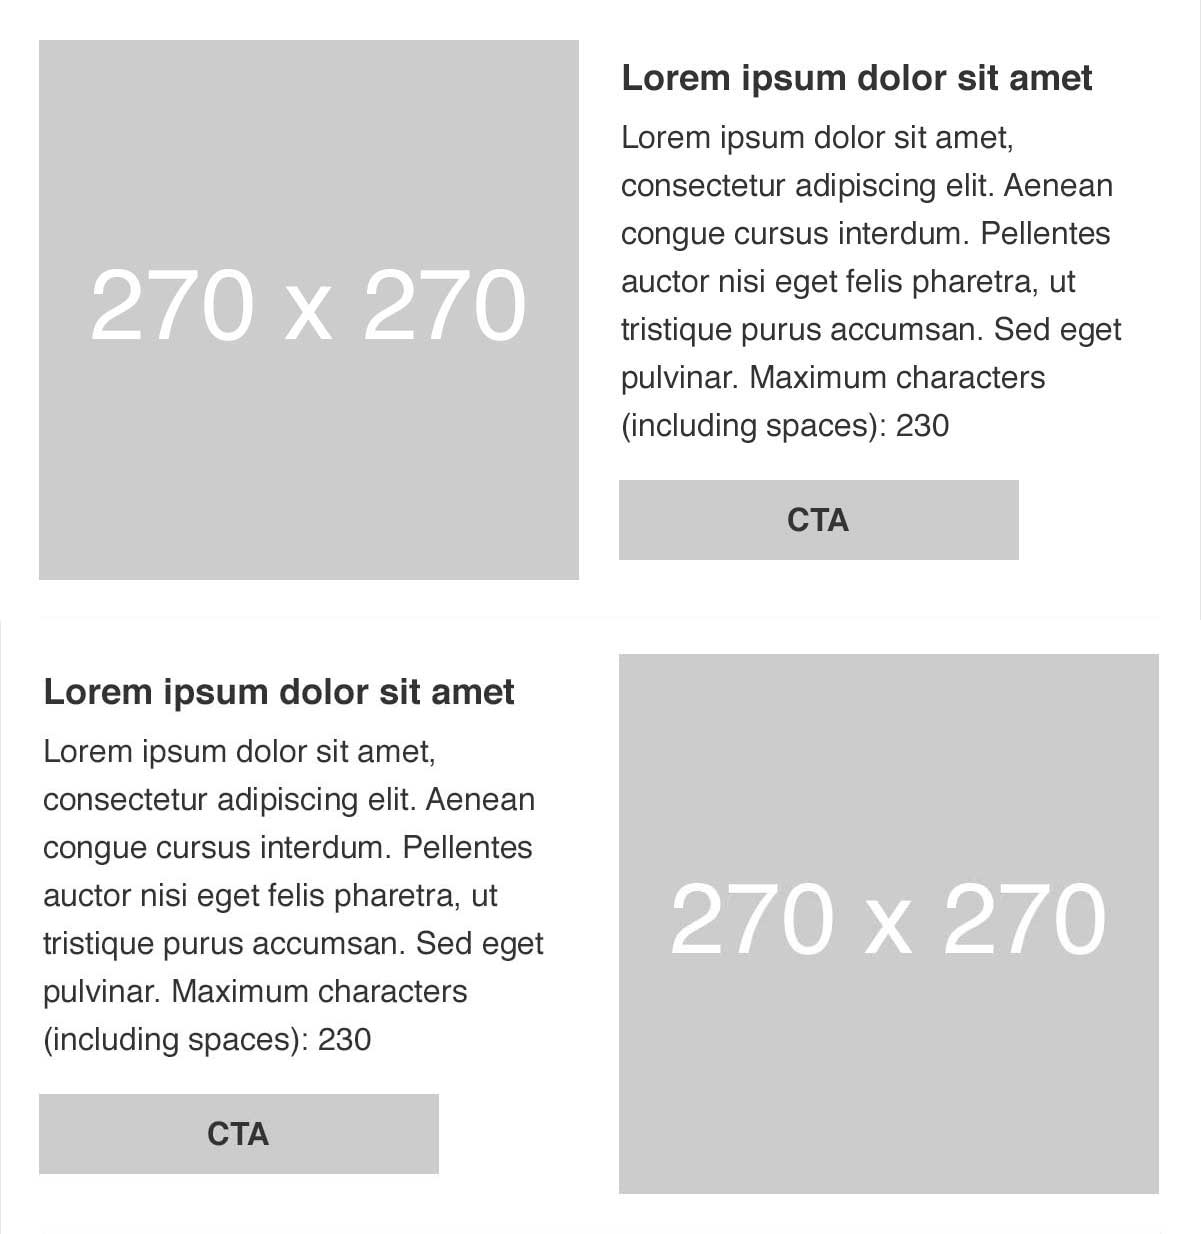 270 x 270
Lorem ipsum dolor sit amet
Lorem ipsum dolor sit amet,
consectetur adipiscing elit. Aenean
congue cursus interdum. Pellentes
auctor nisi eget felis pharetra, ut
tristique purus accumsan. Sed eget
pulvinar. Maximum characters
(including spaces): 230
CTA
Lorem ipsum dolor sit amet
Lorem ipsum dolor sit amet,
consectetur adipiscing elit. Aenean
congue cursus interdum. Pellentes
auctor nisi eget felis pharetra, ut
tristique purus accumsan. Sed eget
pulvinar. Maximum characters
(including spaces): 230
CTA
270 x 270